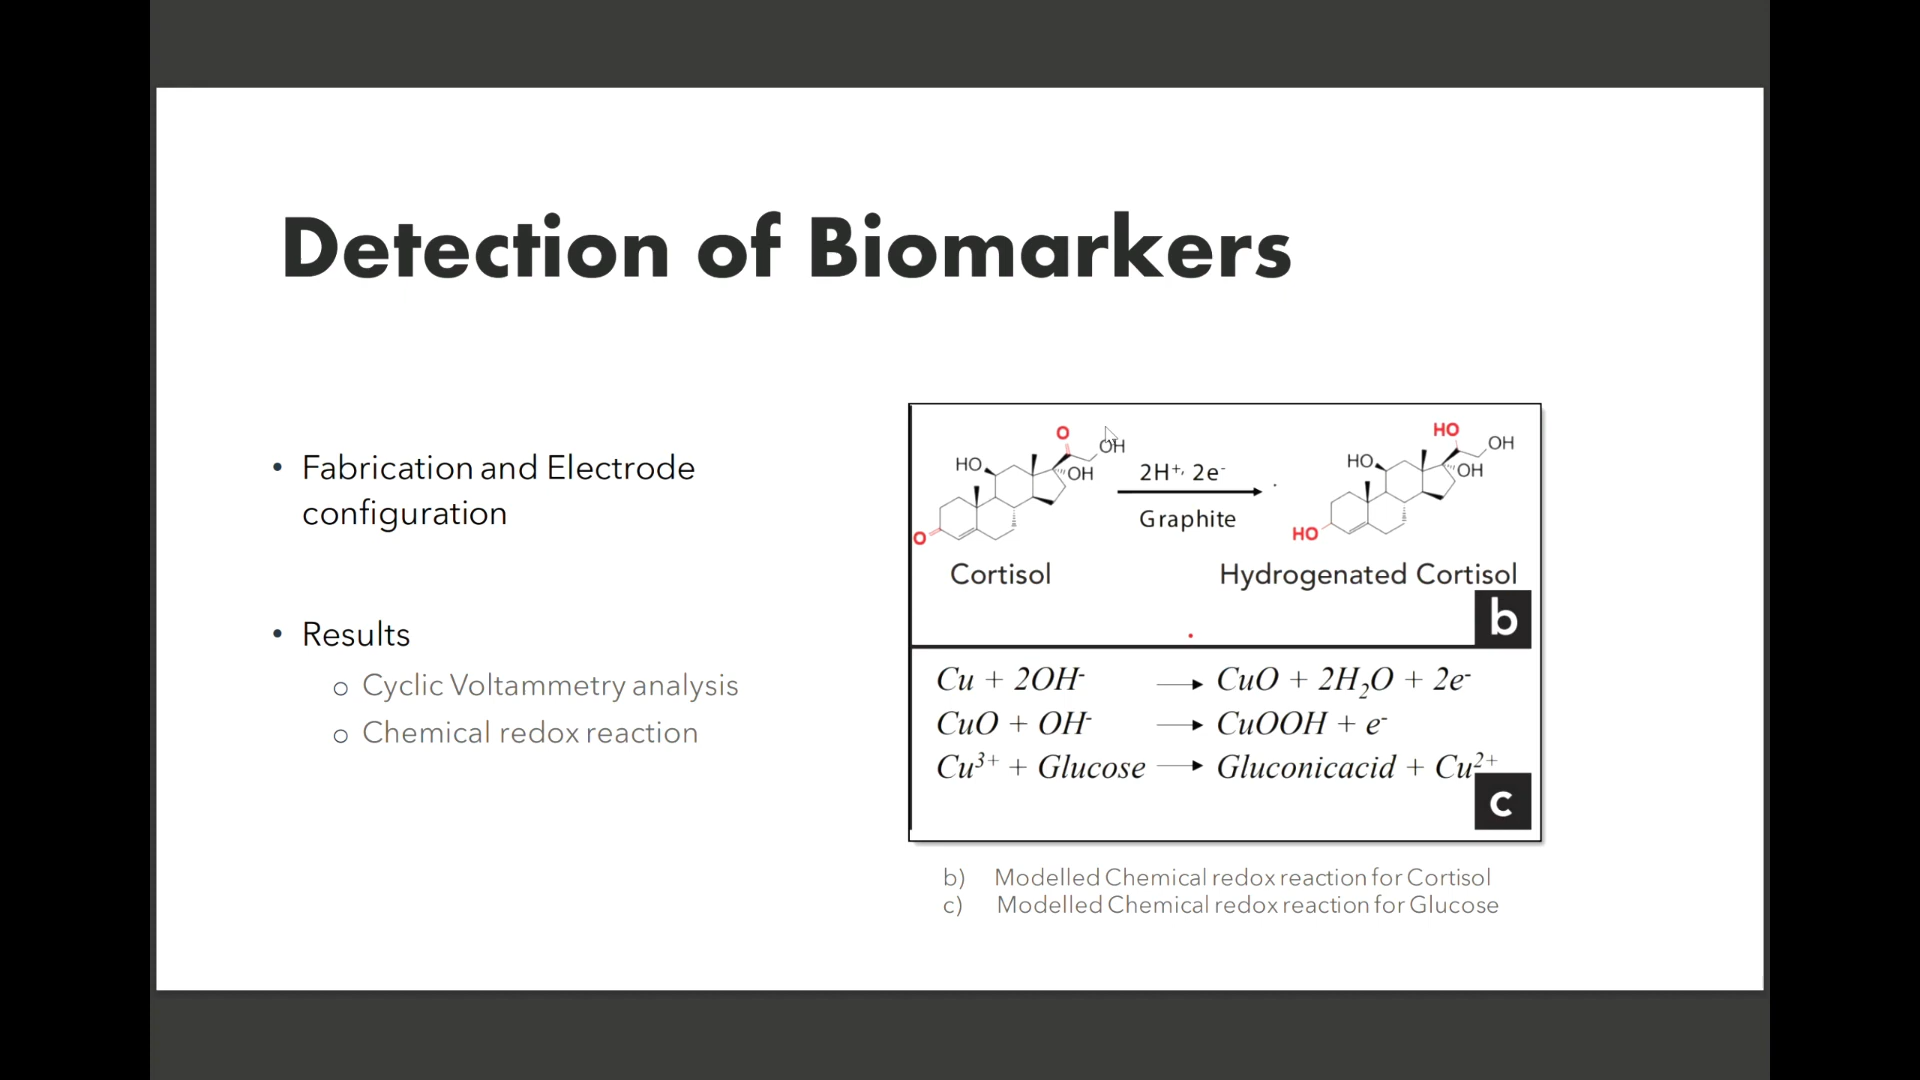 Detection of Biomarkers
• Fabrication and Electrode
configuration
• Results
o Cyclic Voltammetry analysis
o Chemical redox reaction
O
OH
HO
OH
O
2H⁺, 2e⁻
Graphite
HO
OH
HO
OH
HO
Cortisol
Hydrogenated Cortisol
b
Cu + 2OH⁻ → CuO + 2H₂O + 2e⁻
CuO + OH⁻ → CuOOH + e⁻
Cu³⁺ + Glucose → Gluconicacid + Cu²⁺
c
b) Modelled Chemical redox reaction for Cortisol
c) Modelled Chemical redox reaction for Glucose